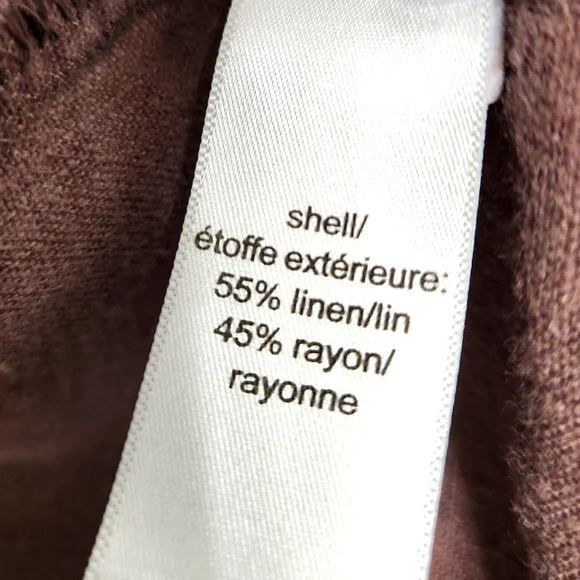 shell/
étoffe extérieure:
55% linen/lin
45% rayon/
rayonne